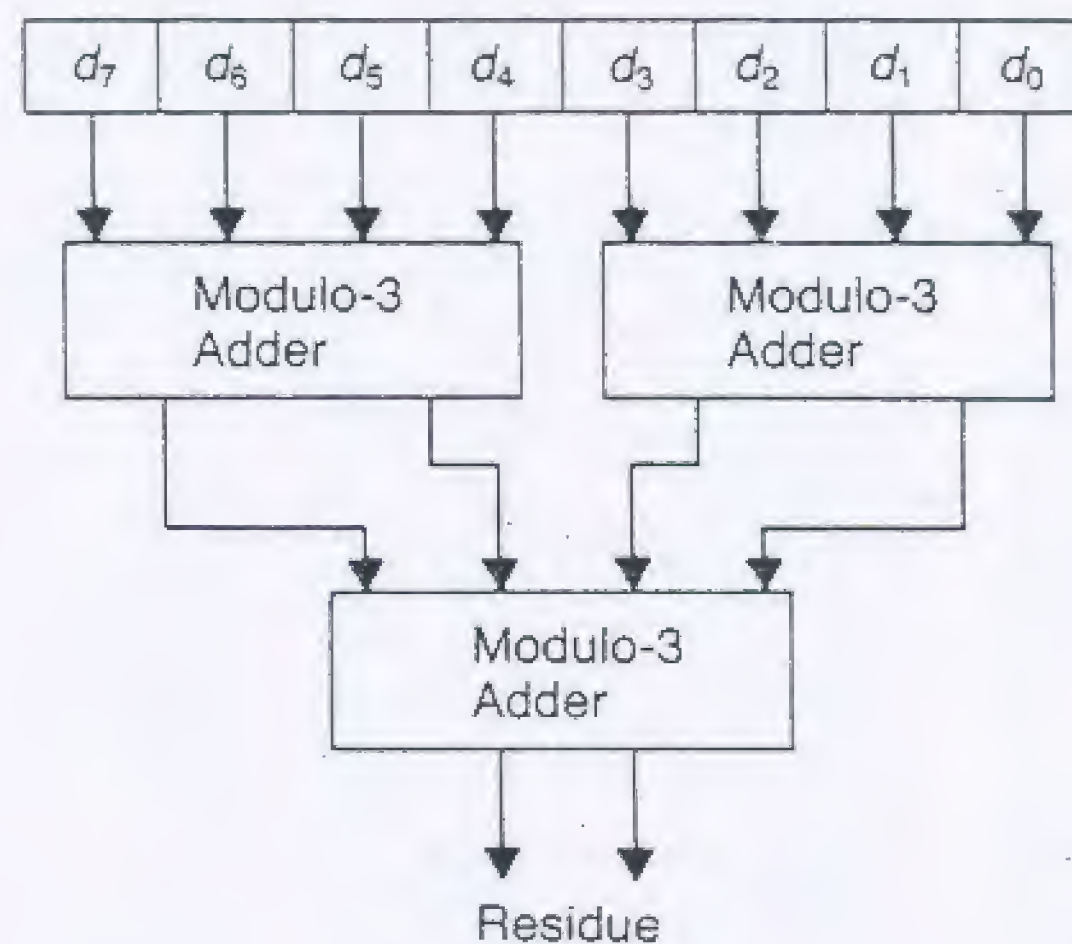 d₇ d₆ d₅ d₄ d₃ d₂ d₁ d₀
Modulo-3
Adder
Modulo-3
Adder
Modulo-3
Adder
Residue